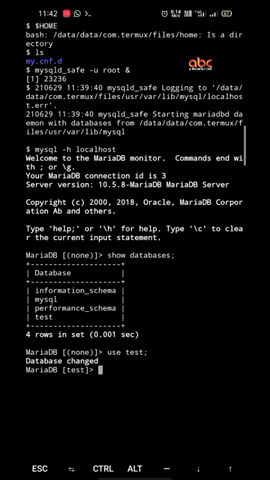 11:42
0.14
$ $HOME
bash: /data/data/com.termux/files/home: Is a dir
ectory
$ ls
my.cnf.d
$ mysqld_safe -u root &
[1] 23236
$ 210629 11:39:40 mysqld_safe Logging to '/data/
data/com.termux/files/usr/var/lib/mysql/localhos
t.err'.
210629 11:39:40 mysqld_safe Starting mariadbd da
emon with databases from /data/data/com.termux/f
iles/usr/var/lib/mysql
abc
$ mysql -h localhost
Welcome to the MariaDB monitor.  Commands end wi
th ; or \g.
Your MariaDB connection id is 3
Server version: 10.5.8-MariaDB MariaDB Server
Copyright (c) 2000, 2018, Oracle, MariaDB Corpor
ation Ab and others.
Type 'help;' or '\h' for help. Type '\c' to clea
r the current input statement.
MariaDB [(none)]> show databases;
+--------------------+
| Database           |
+--------------------+
| information_schema |
| mysql              |
| performance_schema |
| test               |
+--------------------+
4 rows in set (0.001 sec)
MariaDB [(none)]> use test;
Database changed
MariaDB [test]>
ESC ⇆ CTRL ALT — ↓ ↑